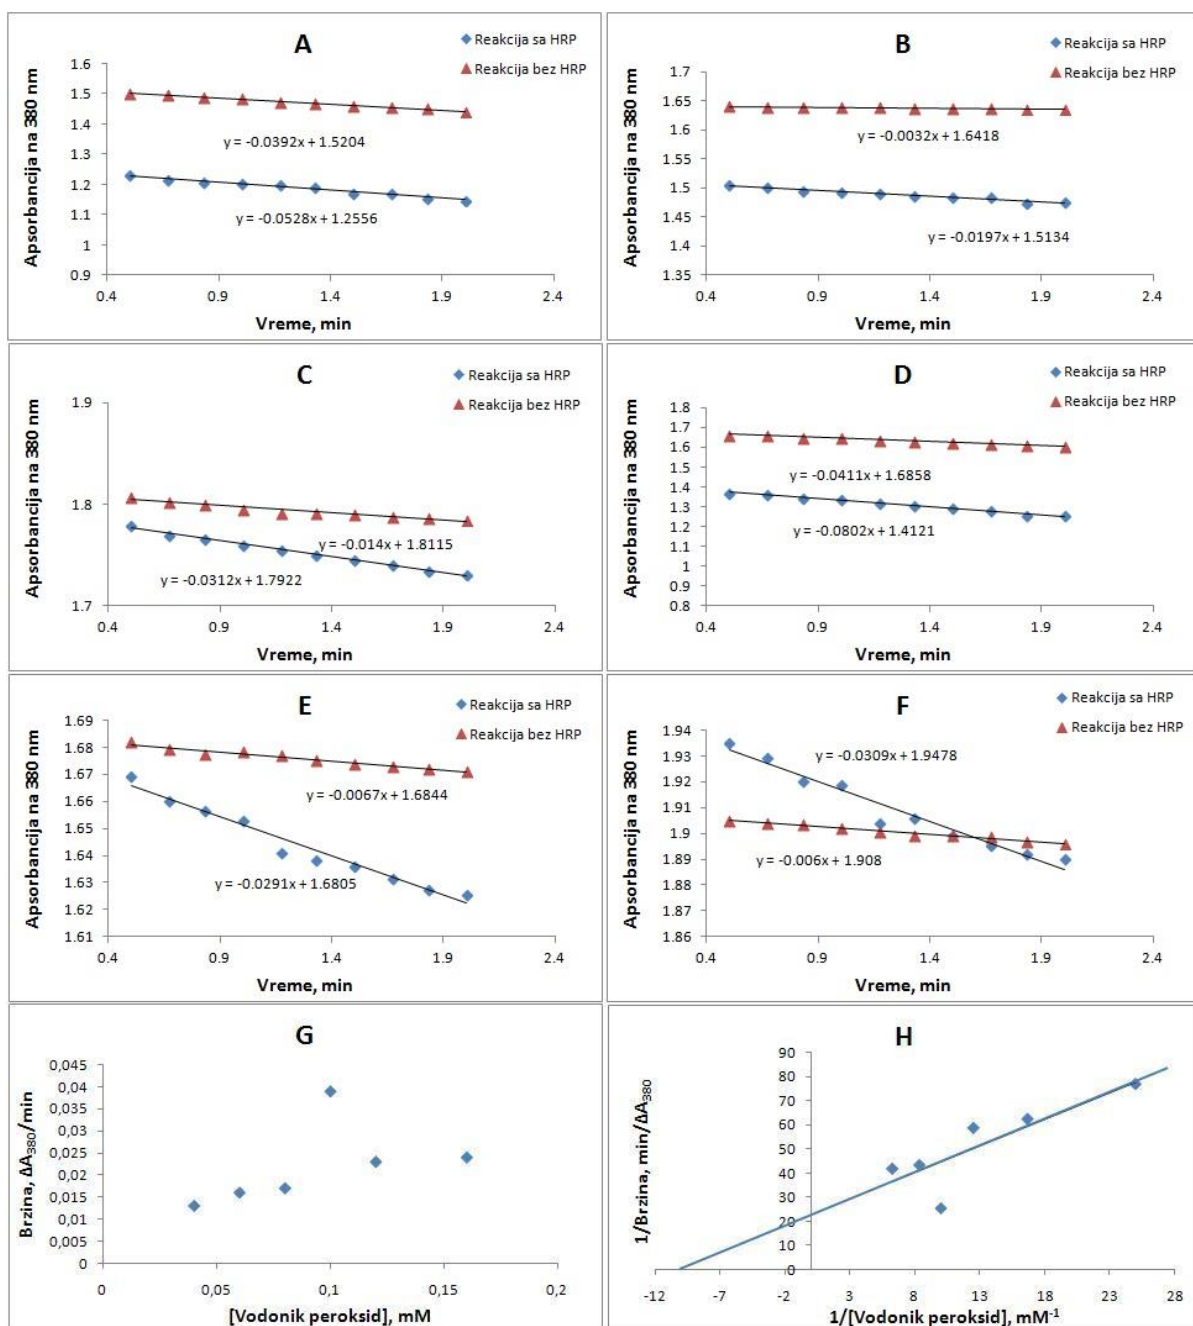 A
Reakcija sa HRP
Reakcija bez HRP
Apsorbancija na 380 nm
1.6
1.5
1.4
1.3
1.2
1.1
1
0.9
y = -0.0392x + 1.5204
y = -0.0528x + 1.2556
0.4 0.9 1.4 1.9 2.4
Vreme, min
B
Reakcija sa HRP
Reakcija bez HRP
Apsorbancija na 380 nm
1.7
1.65
1.6
1.55
1.5
1.45
1.4
1.35
y = -0.0032x + 1.6418
y = -0.0197x + 1.5134
0.4 0.9 1.4 1.9 2.4
Vreme, min
C
Reakcija sa HRP
Reakcija bez HRP
Apsorbancija na 380 nm
1.9
1.8
1.7
y = -0.014x + 1.8115
y = -0.0312x + 1.7922
0.4 0.9 1.4 1.9 2.4
Vreme, min
D
Reakcija sa HRP
Reakcija bez HRP
Apsorbancija na 380 nm
1.8
1.7
1.6
1.5
1.4
1.3
1.2
1.1
1
0.9
0.8
y = -0.0411x + 1.6858
y = -0.0802x + 1.4121
0.4 0.9 1.4 1.9 2.4
Vreme, min
E
Reakcija sa HRP
Reakcija bez HRP
Apsorbancija na 380 nm
1.69
1.68
1.67
1.66
1.65
1.64
1.63
1.62
1.61
y = -0.0067x + 1.6844
y = -0.0291x + 1.6805
0.4 0.9 1.4 1.9 2.4
Vreme, min
F
Reakcija sa HRP
Reakcija bez HRP
Apsorbancija na 380 nm
1.94
1.93
1.92
1.91
1.9
1.89
1.88
1.87
1.86
y = -0.0309x + 1.9478
y = -0.006x + 1.908
0.4 0.9 1.4 1.9 2.4
Vreme, min
G
Brzina, ΔA₃₈₀/min
0,045
0,04
0,035
0,03
0,025
0,02
0,015
0,01
0,005
0
0 0,05 0,1 0,15 0,2
[Vodonik peroksid], mM
H
1/Brzina, min/ΔA₃₈₀
90
80
70
60
50
40
30
20
10
0
-12 -7 -2 3 8 13 18 23 28
1/[Vodonik peroksid], mM⁻¹